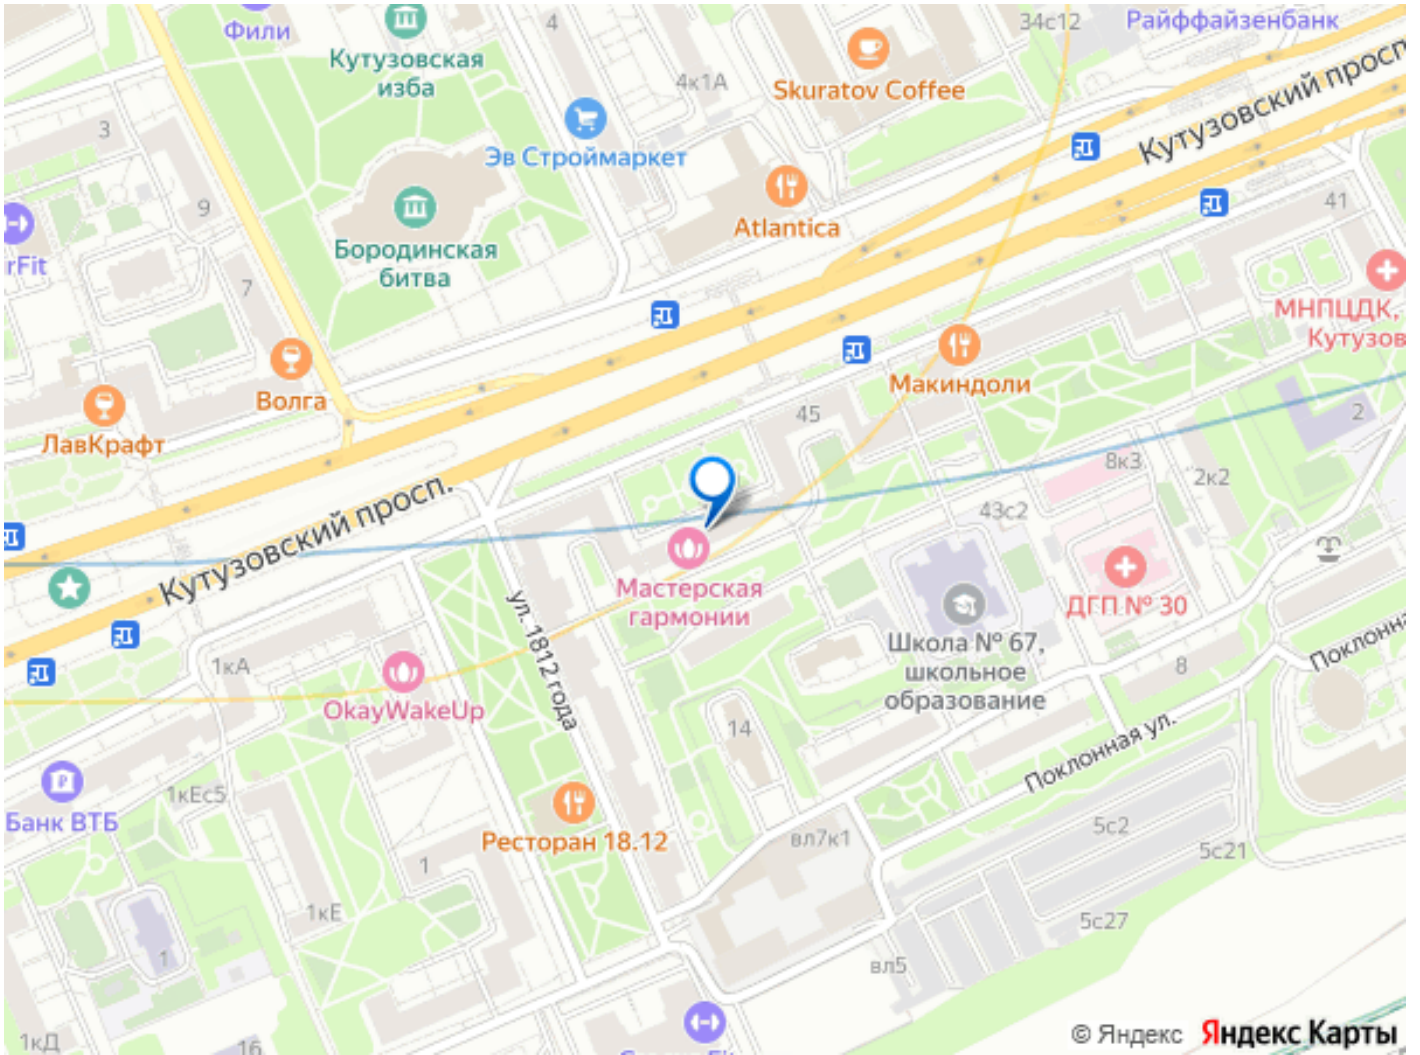 Фили
Кутузовская
изба
4
4к1А
Skuratov Coffee
34с12
Райффайзенбанк
Кутузовский просп
3
Эв Строймаркет
9
Бородинская
битва
Atlantica
41
rFit
7
МНПЦДК,
Кутузов
Волга
Макиндоли
ЛавКрафт
45
2
8к3
2к2
Кутузовский просп.
43с2
Мастерская
гармонии
ул. 1812 года
ДГП № 30
Школа № 67,
школьное
образование
1кА
8
Поклонна
OkayWakeUp
14
Поклонная ул.
1кЕс5
Банк ВТБ
Ресторан 18.12
вл7к1
5с2
5с21
1
1кЕ
5с27
1
вл5
1кД
16
© Яндекс Яндекс Карты